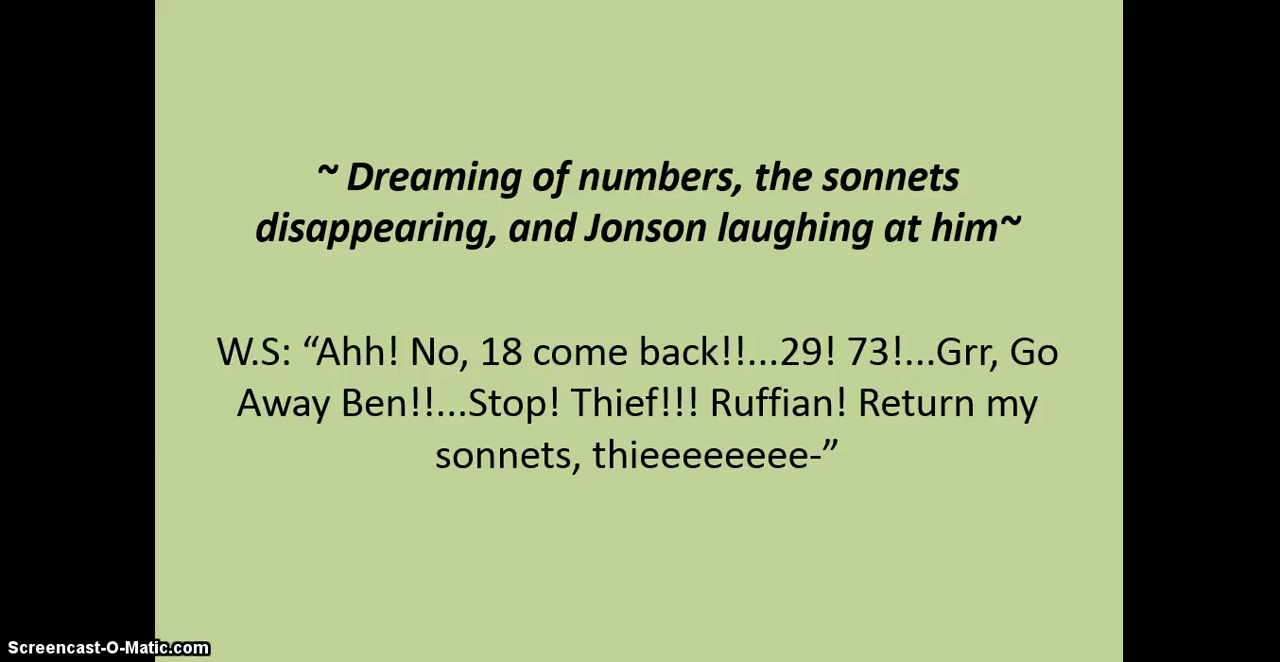 ~ Dreaming of numbers, the sonnets
disappearing, and Jonson laughing at him~
W.S: “Ahh! No, 18 come back!!...29! 73!...Grr, Go
Away Ben!!...Stop! Thief!!! Ruffian! Return my
sonnets, thieeeeeeee-”
Screencast-O-Matic.com